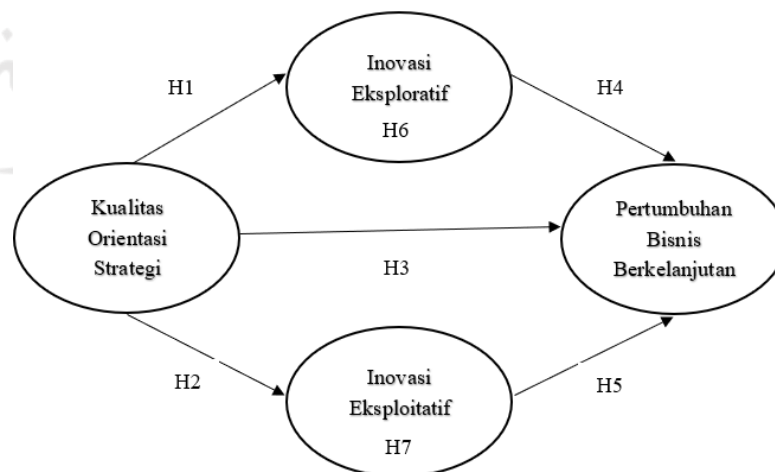 Inovasi
Eksploratif
H6
H1
H4
Kualitas
Orientasi
Strategi
Pertumbuhan
Bisnis
Berkelanjutan
H3
H2
Inovasi
Eksploitatif
H7
H5